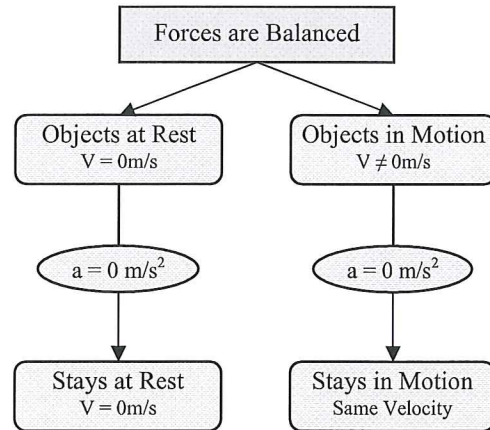 Forces are Balanced
Objects at Rest
V = 0m/s
Objects in Motion
V ≠ 0m/s
a = 0 m/s²
a = 0 m/s²
Stays at Rest
V = 0m/s
Stays in Motion
Same Velocity